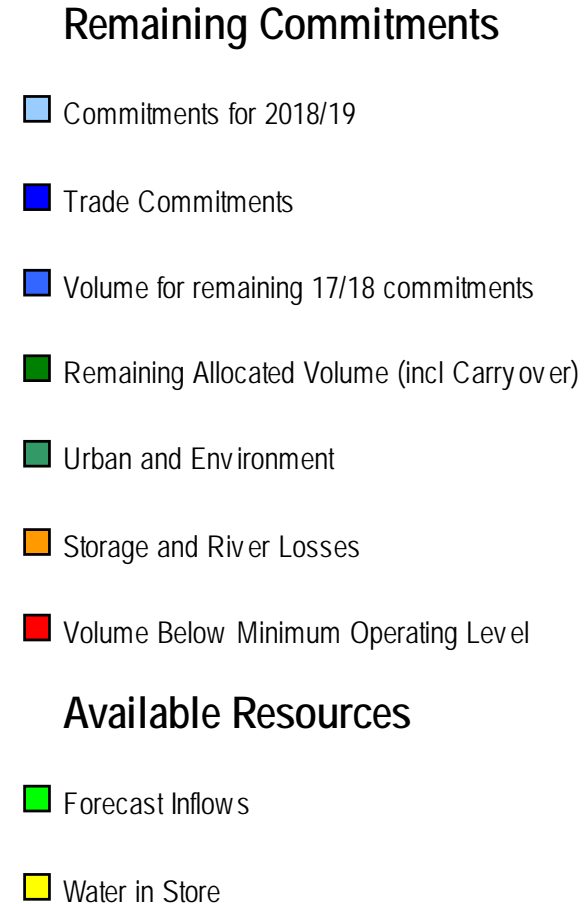 Remaining Commitments
Commitments for 2018/19
Trade Commitments
Volume for remaining 17/18 commitments
Remaining Allocated Volume (incl Carryover)
Urban and Environment
Storage and River Losses
Volume Below Minimum Operating Level
Available Resources
Forecast Inflows
Water in Store